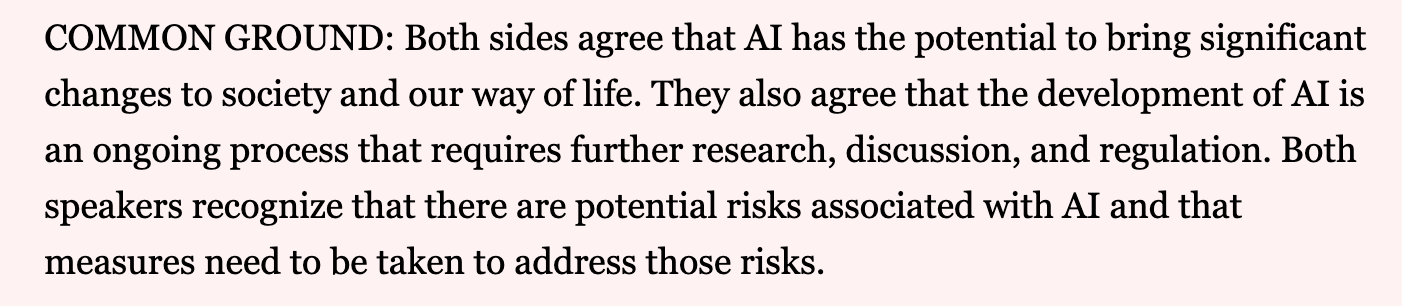 COMMON GROUND: Both sides agree that AI has the potential to bring significant
changes to society and our way of life. They also agree that the development of AI is
an ongoing process that requires further research, discussion, and regulation. Both
speakers recognize that there are potential risks associated with AI and that
measures need to be taken to address those risks.